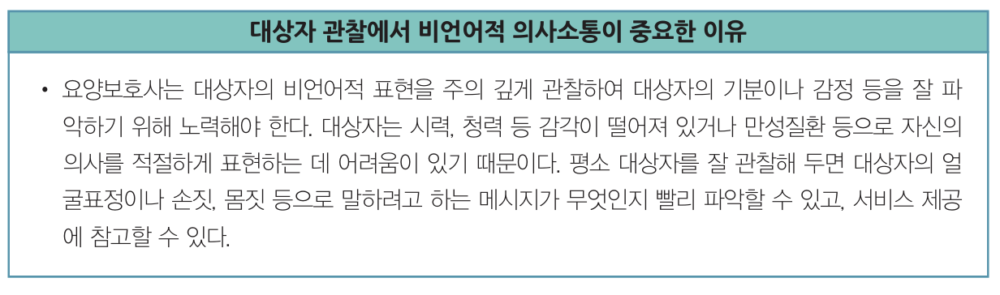 대상자 관찰에서 비언어적 의사소통이 중요한 이유
• 요양보호사는 대상자의 비언어적 표현을 주의 깊게 관찰하여 대상자의 기분이나 감정 등을 잘 파
악하기 위해 노력해야 한다. 대상자는 시력, 청력 등 감각이 떨어져 있거나 만성질환 등으로 자신의
의사를 적절하게 표현하는 데 어려움이 있기 때문이다. 평소 대상자를 잘 관찰해 두면 대상자의 얼
굴표정이나 손짓, 몸짓 등으로 말하려고 하는 메시지가 무엇인지 빨리 파악할 수 있고, 서비스 제공
에 참고할 수 있다.